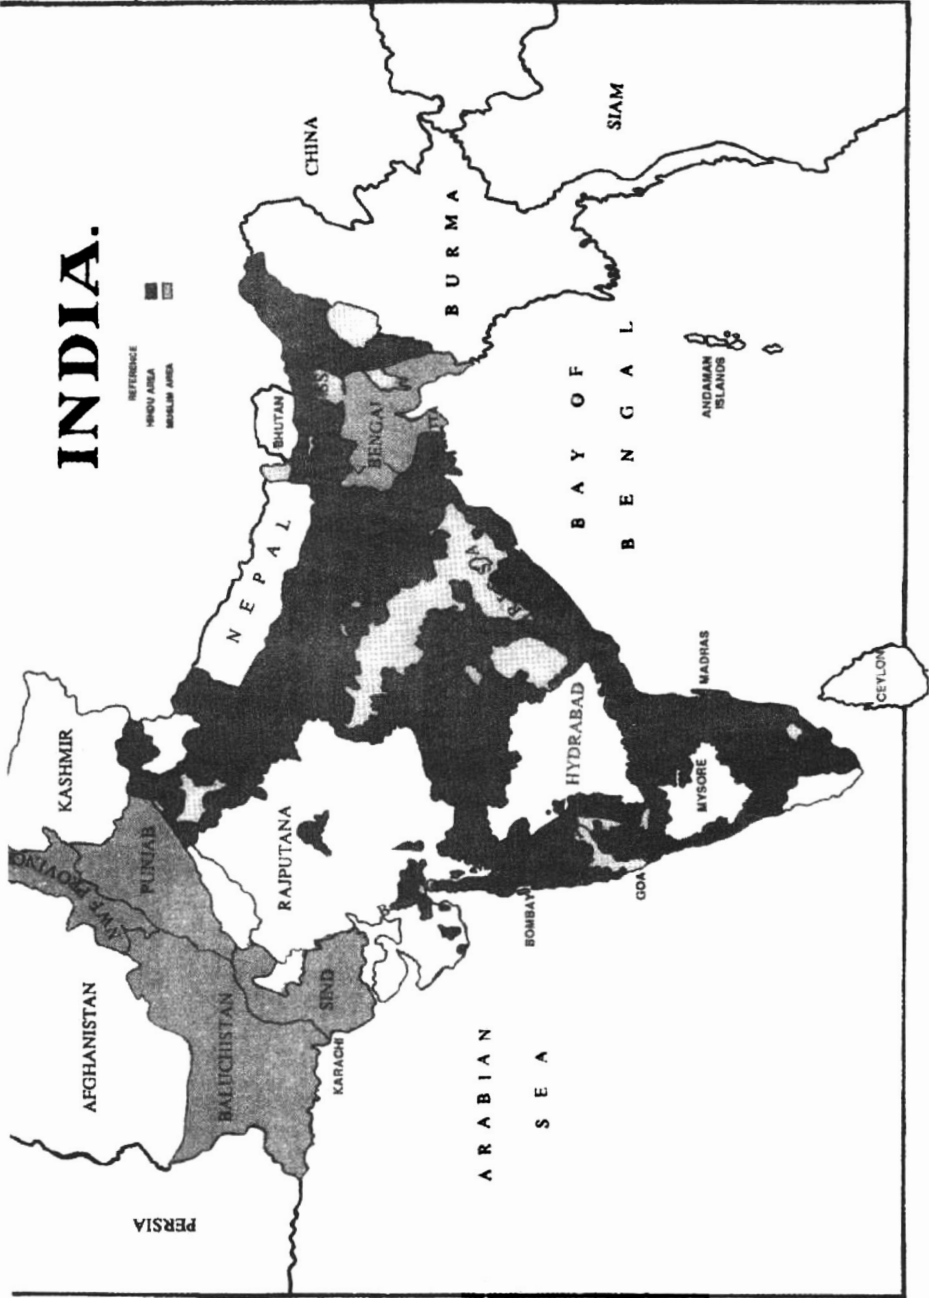 INDIA.
REFERENCE
HINDU AREA
MUSLIM AREA
CHINA
SIAM
BURMA
BHUTAN
NEPAL
BENGAL
KASHMIR
PUNJAB
AFGHANISTAN
BALUCHISTAN
SIND
KARACHI
PERSIA
RAJPUTANA
HYDRABAD
BOMBAY
GOA
MYSORE
MADRAS
CEYLON
ANDAMAN
ISLANDS
BAY OF
BENGAL
ARABIAN
SEA